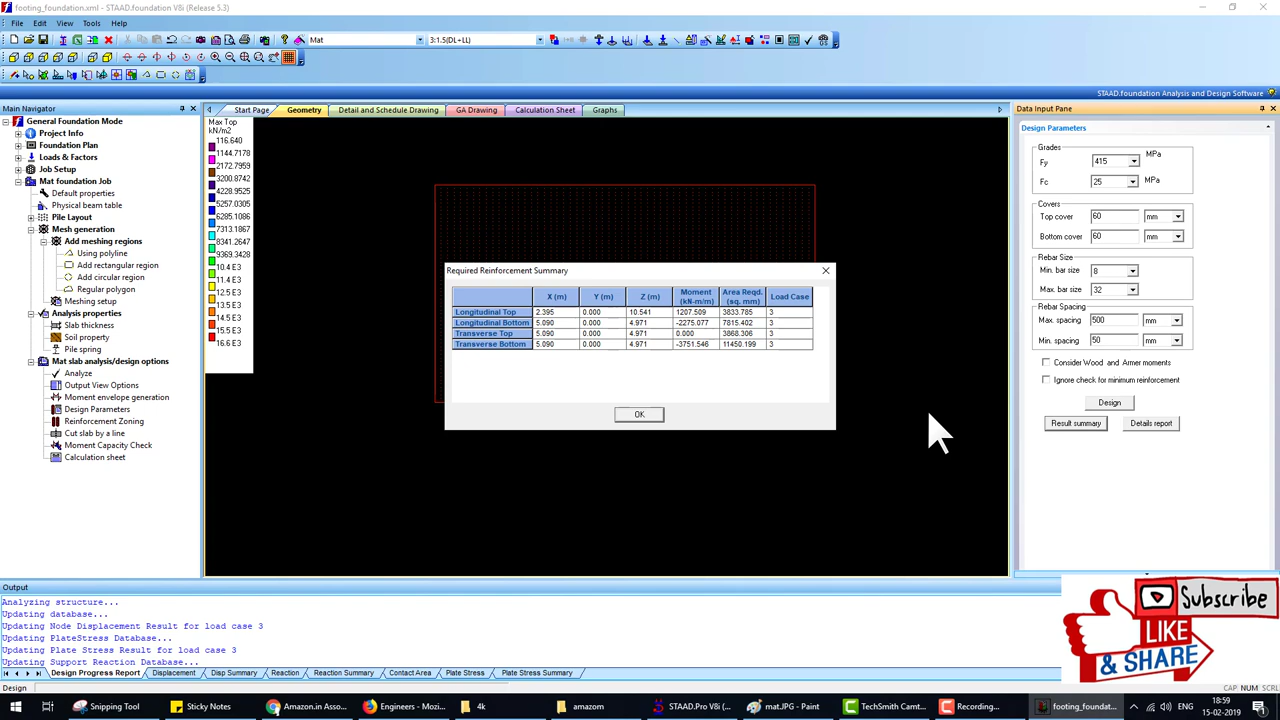 footing_foundation.xml - STAAD.foundation V8i (Release 5.3)
File Edit View Tools Help
Mat 3:1.5(DL+LL)
STAAD.foundation Analysis and Design Software
Main Navigator
General Foundation Mode
Project Info
Foundation Plan
Loads & Factors
Job Setup
Mat foundation Job
Default properties
Physical beam table
Pile Layout
Mesh generation
Add meshing regions
Using polyline
Add rectangular region
Add circular region
Regular polygon
Meshing setup
Analysis properties
Slab thickness
Soil property
Pile spring
Mat slab analysis/design options
Analyze
Output View Options
Moment envelope generation
Design Parameters
Reinforcement Zoning
Cut slab by a line
Moment Capacity Check
Calculation sheet
Start Page Geometry Detail and Schedule Drawing GA Drawing Calculation Sheet Graphs
Max Top
kN/m2
116.640
1144.7178
2172.7959
3200.8742
4228.9525
5257.0305
6285.1086
7313.1867
8341.2647
9369.3428
10.4 E3
11.4 E3
12.5 E3
13.5 E3
14.5 E3
15.5 E3
16.6 E3
Required Reinforcement Summary
X (m) Y (m) Z (m) Moment (kN-m/m) Area Reqd. (sq. mm) Load Case
Longitudinal Top 2.395 0.000 10.541 1207.509 3833.785 3
Longitudinal Bottom 5.090 0.000 4.971 -2275.077 7815.402 3
Transverse Top 5.090 0.000 4.971 0.000 3868.306 3
Transverse Bottom 5.090 0.000 4.971 -3751.546 11450.199 3
OK
Data Input Pane
Design Parameters
Grades
Fy 415 MPa
Fc 25 MPa
Covers
Top cover 60 mm
Bottom cover 60 mm
Rebar Size
Min. bar size 8
Max. bar size 32
Rebar Spacing
Max. spacing 500 mm
Min. spacing 50 mm
Consider Wood and Armer moments
Ignore check for minimum reinforcement
Design
Result summary Details report
Output
Analyzing structure...
Updating database...
Updating Node Displacement Result for load case 3
Updating PlateStress Database...
Updating Plate Stress Result for load case 3
Updating Support Reaction Database...
Design Progress Report Displacement Disp Summary Reaction Reaction Summary Contact Area Plate Stress Plate Stress Summary
Design
CAP NUM SCRL
Subscribe
LIKE
& SHARE
Snipping Tool Sticky Notes Amazon.in Asso... Engineers - Mozi... 4k amazom STAAD.Pro V8i (... mat.JPG - Paint TechSmith Camt... Recording... footing_foundat...
18:59
15-02-2019